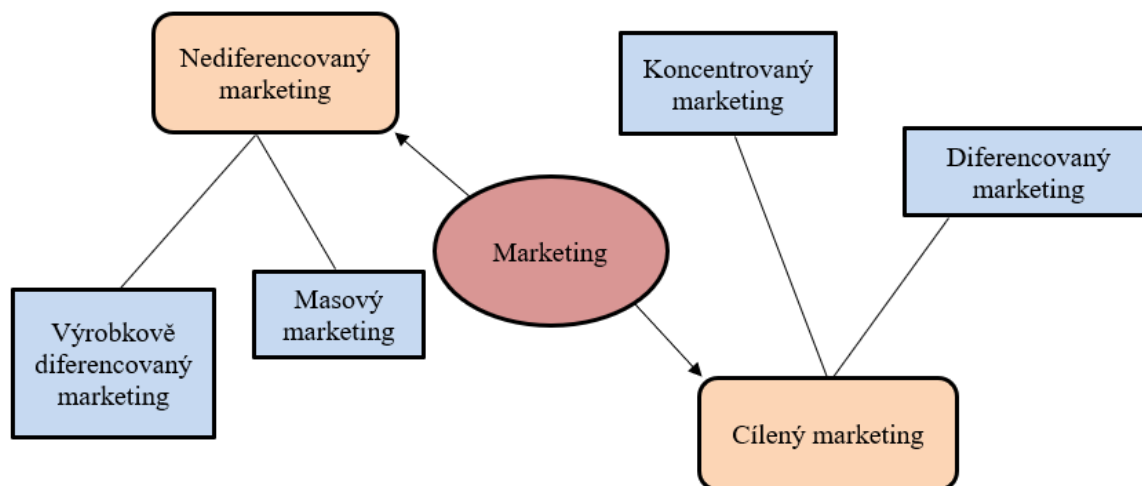 Nediferencovaný
marketing
Koncentrovaný
marketing
Diferencovaný
marketing
Marketing
Masový
marketing
Výrobkově
diferencovaný
marketing
Cílený marketing